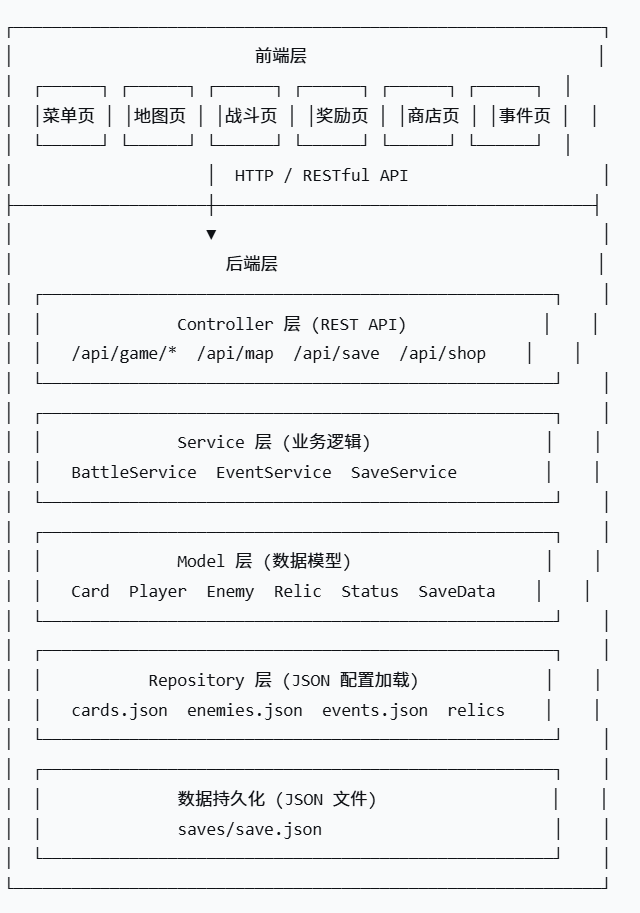 前端层
菜单页 地图页 战斗页 奖励页 商店页 事件页
HTTP / RESTful API
后端层
Controller 层 (REST API)
/api/game/* /api/map /api/save /api/shop
Service 层 (业务逻辑)
BattleService EventService SaveService
Model 层 (数据模型)
Card Player Enemy Relic Status SaveData
Repository 层 (JSON 配置加载)
cards.json enemies.json events.json relics
数据持久化 (JSON 文件)
saves/save.json